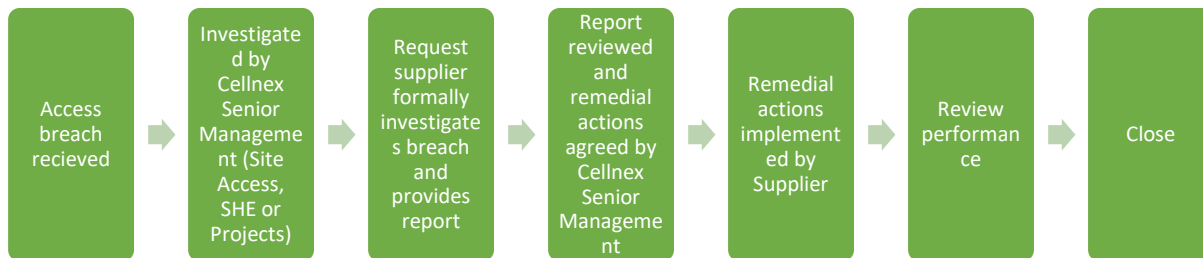 Access
breach
recieved
Investigate
d by
Cellnex
Senior
Manageme
nt (Site
Access,
SHE or
Projects)
Request
supplier
formally
investigate
s breach
and
provides
report
Report
reviewed
and
remedial
actions
agreed by
Cellnex
Senior
Manageme
nt
Remedial
actions
implement
ed by
Supplier
Review
performan
ce
Close